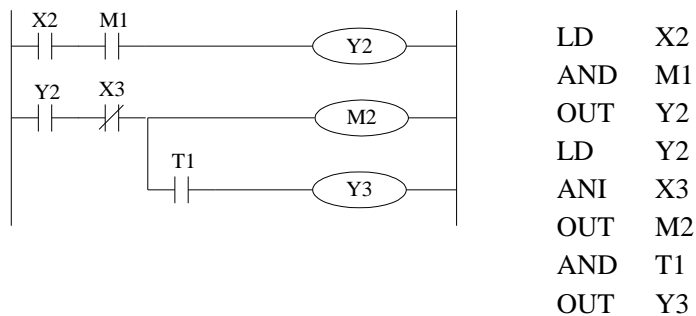 X2 M1
Y2
Y2 X3
M2
T1
Y3
LD X2
AND M1
OUT Y2
LD Y2
ANI X3
OUT M2
AND T1
OUT Y3